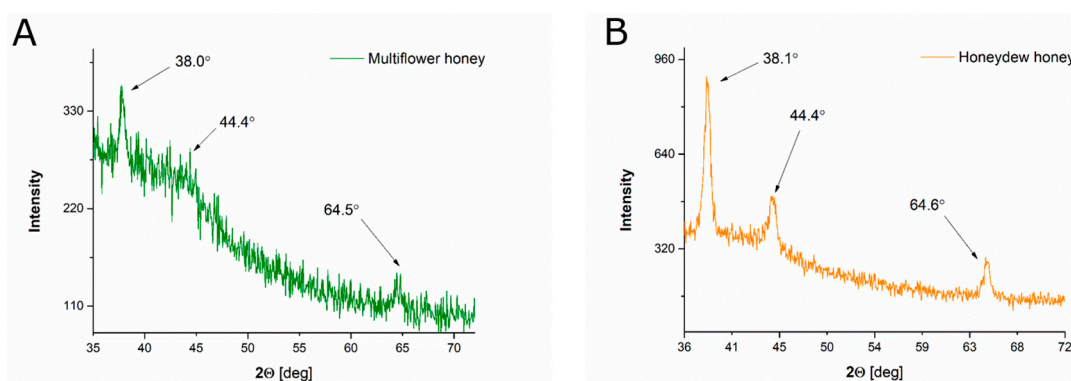 A
Multiflower honey
38.0°
44.4°
64.5°
330
220
110
Intensity
35 40 45 50 55 60 65 70
2Θ [deg]
B
Honeydew honey
38.1°
44.4°
64.6°
960
640
320
Intensity
36 41 45 50 54 59 63 68 72
2Θ [deg]